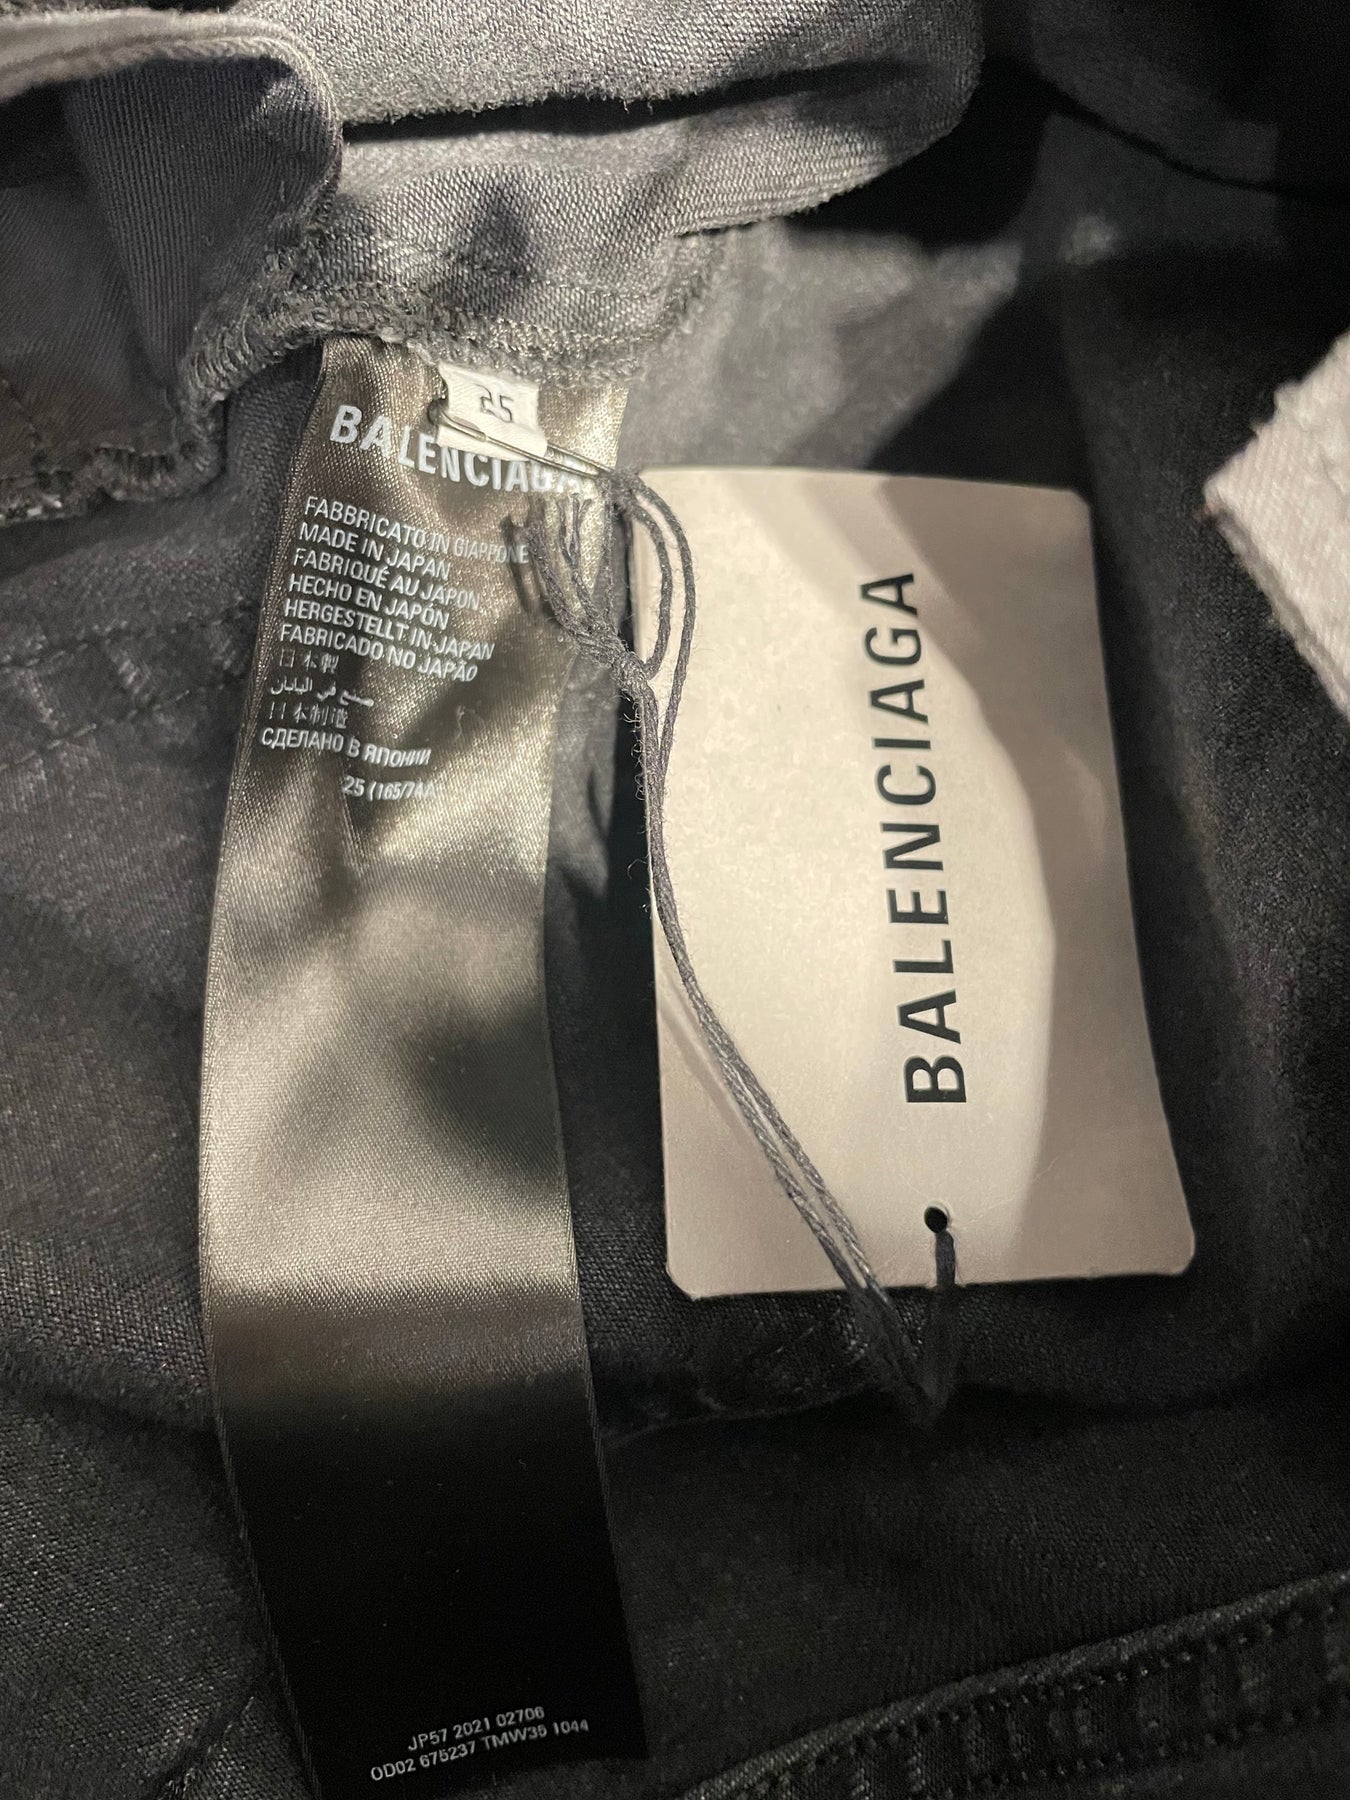 25
BALENCIAGA
FABBRICATO IN GIAPPONE
MADE IN JAPAN
FABRIQUÉ AU JAPON
HECHO EN JAPÓN
HERGESTELLT IN JAPAN
FABRICADO NO JAPÃO
日本製
صنع في اليابان
日本制造
СДЕЛАНО В ЯПОНИИ
25 (165/74A)
JP57 2021 02706
OD02 675237 TMW35 1044
BALENCIAGA